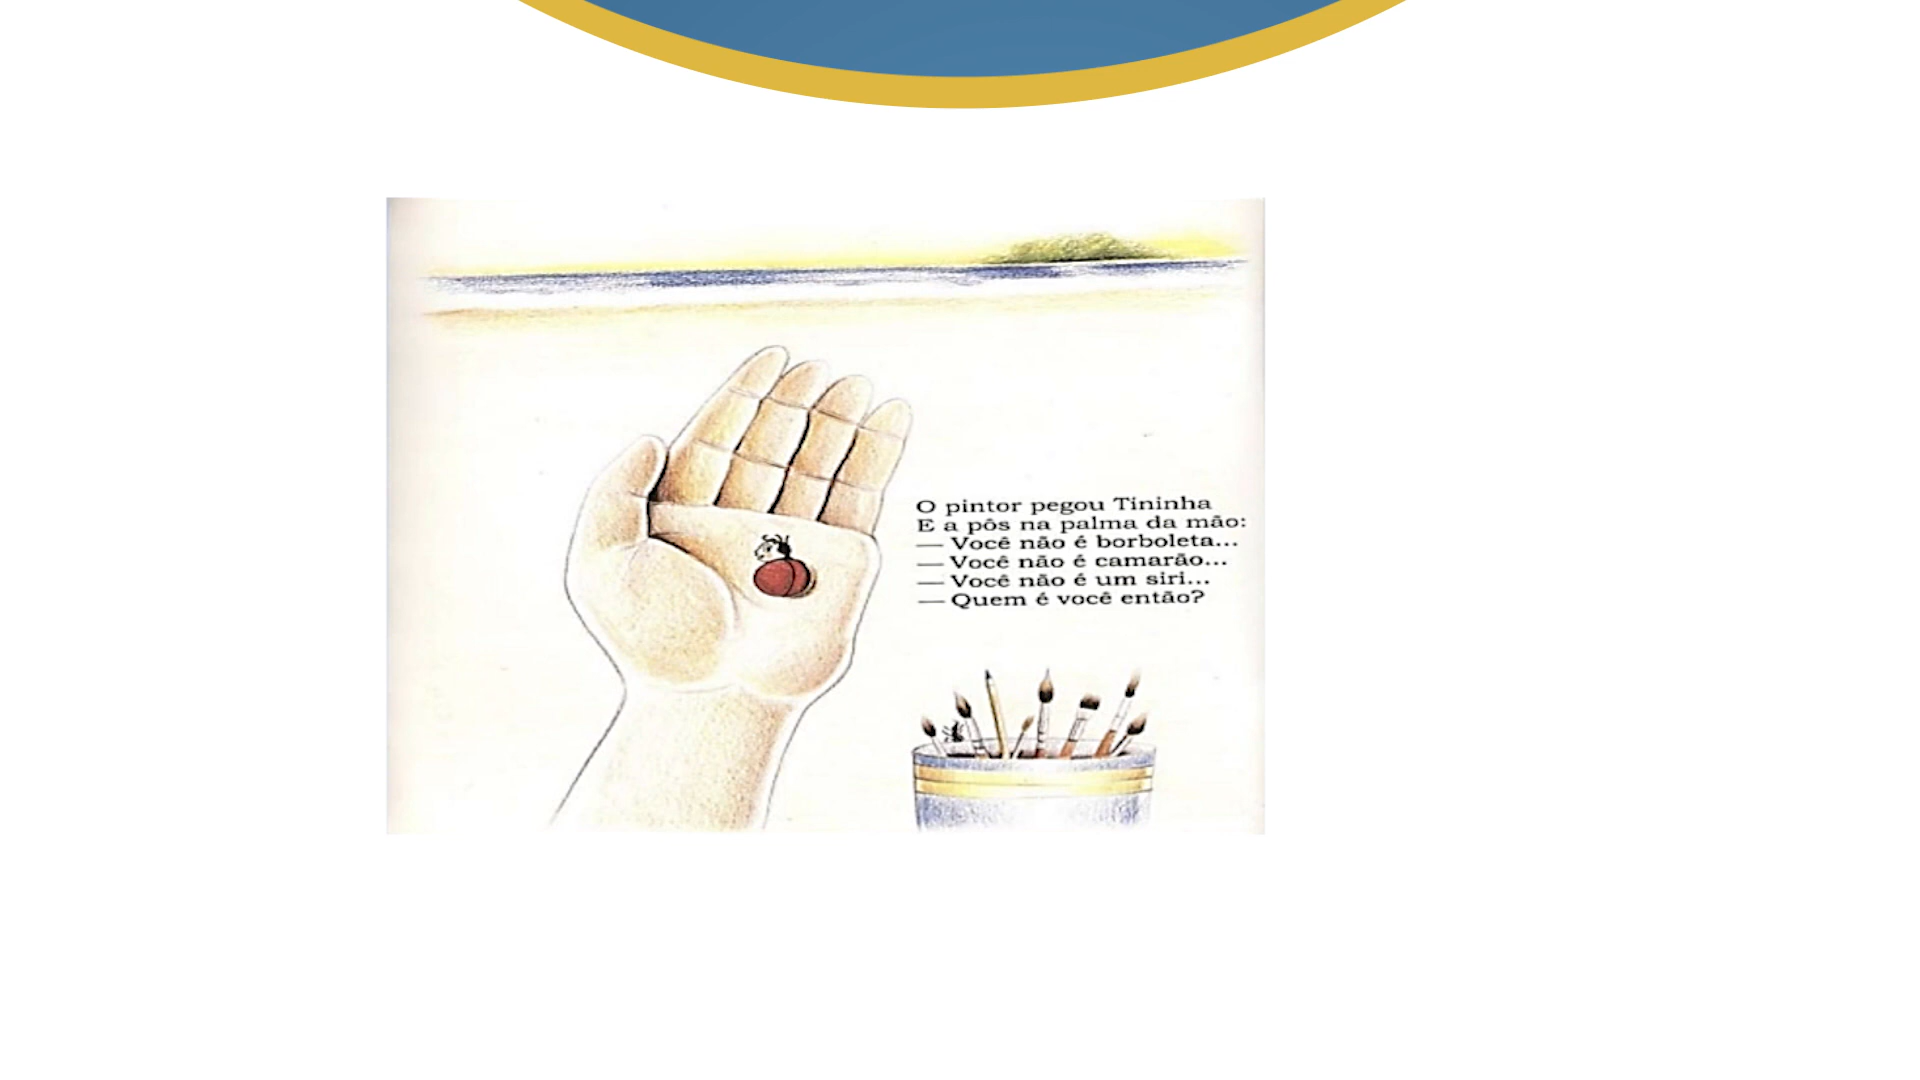 O pintor pegou Tininha
E a pôs na palma da mão:
— Você não é borboleta...
— Você não é camarão...
— Você não é um siri...
— Quem é você então?